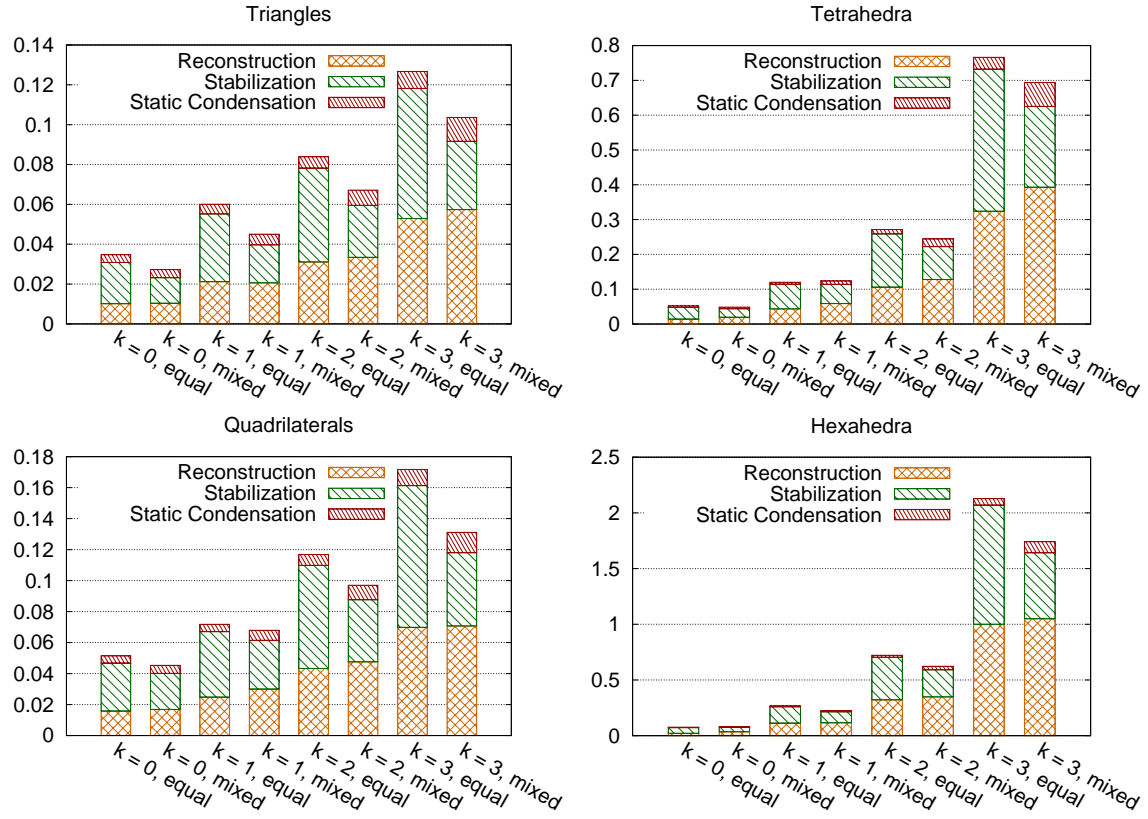 Triangles
0.14
0.12
0.1
0.08
0.06
0.04
0.02
0
Reconstruction
Stabilization
Static Condensation
k = 0, equal
k = 0, mixed
k = 1, equal
k = 1, mixed
k = 2, equal
k = 2, mixed
k = 3, equal
k = 3, mixed
Tetrahedra
0.8
0.7
0.6
0.5
0.4
0.3
0.2
0.1
0
Reconstruction
Stabilization
Static Condensation
k = 0, equal
k = 0, mixed
k = 1, equal
k = 1, mixed
k = 2, equal
k = 2, mixed
k = 3, equal
k = 3, mixed
Quadrilaterals
0.18
0.16
0.14
0.12
0.1
0.08
0.06
0.04
0.02
0
Reconstruction
Stabilization
Static Condensation
k = 0, equal
k = 0, mixed
k = 1, equal
k = 1, mixed
k = 2, equal
k = 2, mixed
k = 3, equal
k = 3, mixed
Hexahedra
2.5
2
1.5
1
0.5
0
Reconstruction
Stabilization
Static Condensation
k = 0, equal
k = 0, mixed
k = 1, equal
k = 1, mixed
k = 2, equal
k = 2, mixed
k = 3, equal
k = 3, mixed